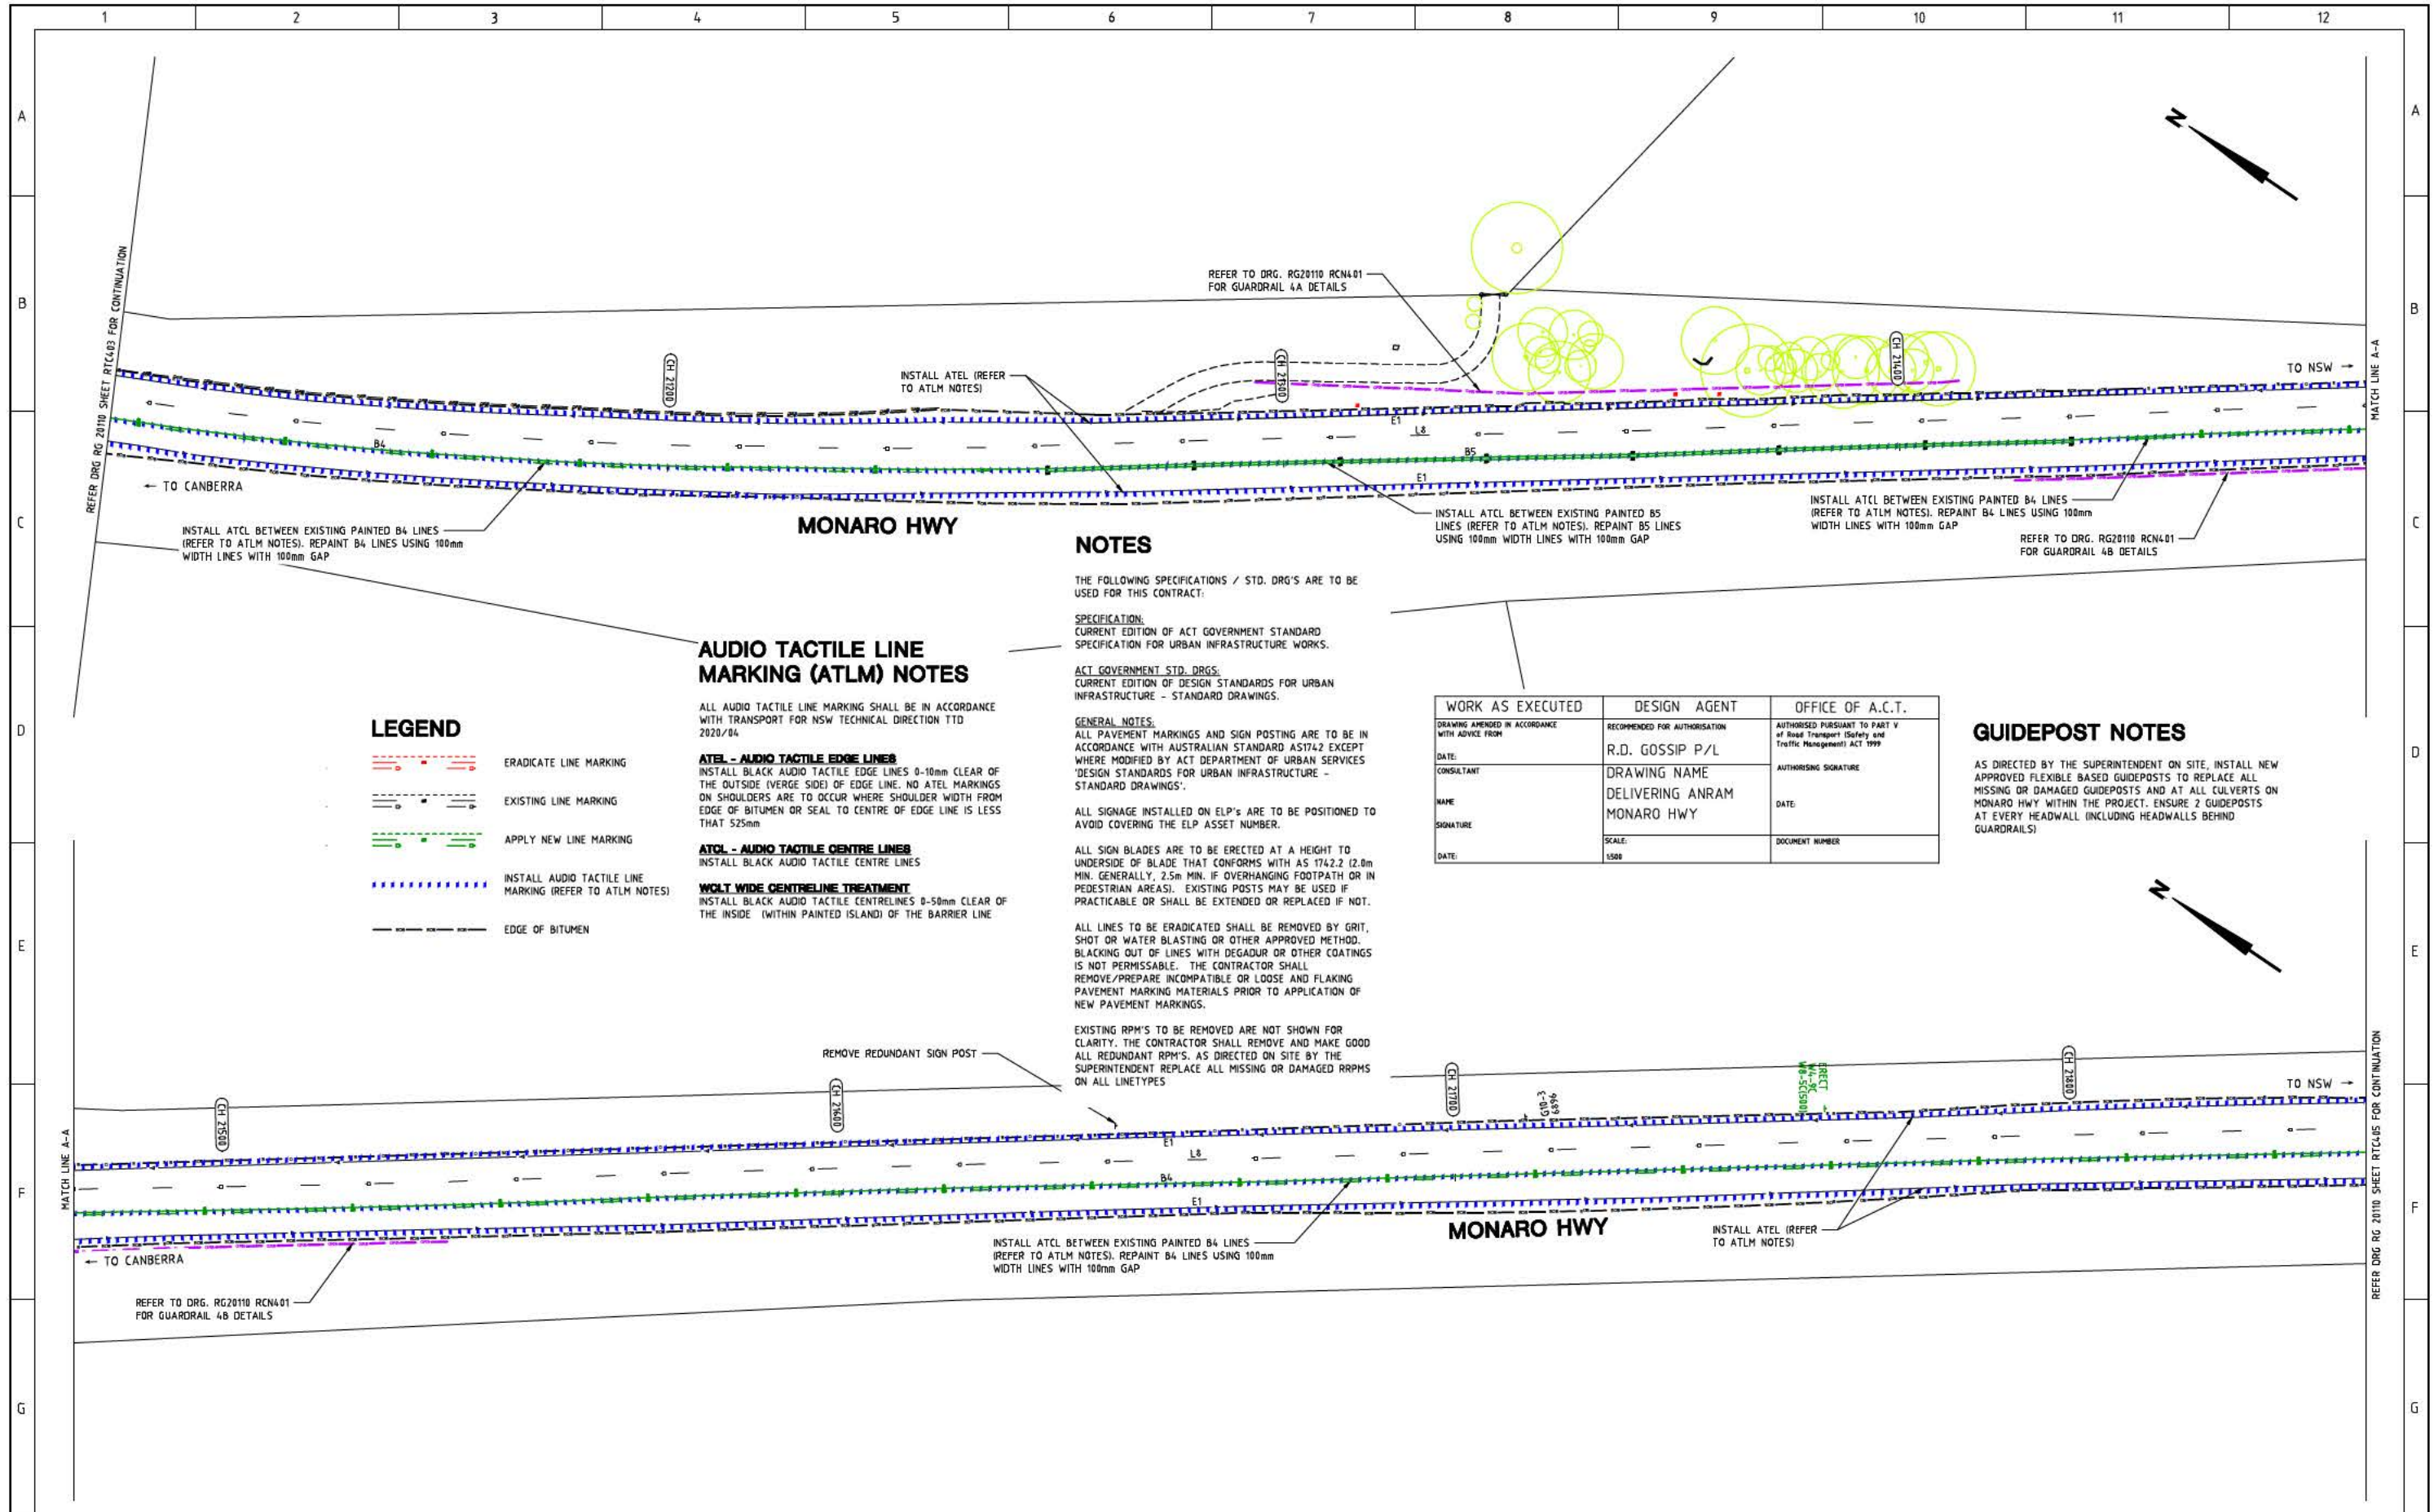 1 2 3 4 5 6 7 8 9 10 11 12
A A
B B
C C
D D
E E
F F
G G
REFER DRG RG 20110 SHEET RTC403 FOR CONTINUATION
N
REFER TO DRG. RG20110 RCN401
FOR GUARDRAIL 4A DETAILS
INSTALL ATEL (REFER
TO ATLM NOTES)
CH 21200
CH 21300
CH 21400
TO NSW →
MATCH LINE A-A
B4
E1
L8
B5
E1
← TO CANBERRA
INSTALL ATCL BETWEEN EXISTING PAINTED B4 LINES
(REFER TO ATLM NOTES). REPAINT B4 LINES USING 100mm
WIDTH LINES WITH 100mm GAP
MONARO HWY
INSTALL ATCL BETWEEN EXISTING PAINTED B5
LINES (REFER TO ATLM NOTES). REPAINT B5 LINES
USING 100mm WIDTH LINES WITH 100mm GAP
INSTALL ATCL BETWEEN EXISTING PAINTED B4 LINES
(REFER TO ATLM NOTES). REPAINT B4 LINES USING 100mm
WIDTH LINES WITH 100mm GAP
REFER TO DRG. RG20110 RCN401
FOR GUARDRAIL 4B DETAILS
LEGEND
ERADICATE LINE MARKING
EXISTING LINE MARKING
APPLY NEW LINE MARKING
INSTALL AUDIO TACTILE LINE
MARKING (REFER TO ATLM NOTES)
EDGE OF BITUMEN
AUDIO TACTILE LINE
MARKING (ATLM) NOTES
ALL AUDIO TACTILE LINE MARKING SHALL BE IN ACCORDANCE
WITH TRANSPORT FOR NSW TECHNICAL DIRECTION TTD
2020/04
ATEL - AUDIO TACTILE EDGE LINES
INSTALL BLACK AUDIO TACTILE EDGE LINES 0-10mm CLEAR OF
THE OUTSIDE (VERGE SIDE) OF EDGE LINE. NO ATEL MARKINGS
ON SHOULDERS ARE TO OCCUR WHERE SHOULDER WIDTH FROM
EDGE OF BITUMEN OR SEAL TO CENTRE OF EDGE LINE IS LESS
THAT 525mm
ATCL - AUDIO TACTILE CENTRE LINES
INSTALL BLACK AUDIO TACTILE CENTRE LINES
WCLT WIDE CENTRELINE TREATMENT
INSTALL BLACK AUDIO TACTILE CENTRELINES 0-50mm CLEAR OF
THE INSIDE (WITHIN PAINTED ISLAND) OF THE BARRIER LINE
NOTES
THE FOLLOWING SPECIFICATIONS / STD. DRG'S ARE TO BE
USED FOR THIS CONTRACT:
SPECIFICATION:
CURRENT EDITION OF ACT GOVERNMENT STANDARD
SPECIFICATION FOR URBAN INFRASTRUCTURE WORKS.
ACT GOVERNMENT STD. DRGS:
CURRENT EDITION OF DESIGN STANDARDS FOR URBAN
INFRASTRUCTURE - STANDARD DRAWINGS.
GENERAL NOTES:
ALL PAVEMENT MARKINGS AND SIGN POSTING ARE TO BE IN
ACCORDANCE WITH AUSTRALIAN STANDARD AS1742 EXCEPT
WHERE MODIFIED BY ACT DEPARTMENT OF URBAN SERVICES
'DESIGN STANDARDS FOR URBAN INFRASTRUCTURE -
STANDARD DRAWINGS'.
ALL SIGNAGE INSTALLED ON ELP's ARE TO BE POSITIONED TO
AVOID COVERING THE ELP ASSET NUMBER.
ALL SIGN BLADES ARE TO BE ERECTED AT A HEIGHT TO
UNDERSIDE OF BLADE THAT CONFORMS WITH AS 1742.2 (2.0m
MIN. GENERALLY, 2.5m MIN. IF OVERHANGING FOOTPATH OR IN
PEDESTRIAN AREAS). EXISTING POSTS MAY BE USED IF
PRACTICABLE OR SHALL BE EXTENDED OR REPLACED IF NOT.
ALL LINES TO BE ERADICATED SHALL BE REMOVED BY GRIT,
SHOT OR WATER BLASTING OR OTHER APPROVED METHOD.
BLACKING OUT OF LINES WITH DEGADUR OR OTHER COATINGS
IS NOT PERMISSABLE. THE CONTRACTOR SHALL
REMOVE/PREPARE INCOMPATIBLE OR LOOSE AND FLAKING
PAVEMENT MARKING MATERIALS PRIOR TO APPLICATION OF
NEW PAVEMENT MARKINGS.
EXISTING RPM'S TO BE REMOVED ARE NOT SHOWN FOR
CLARITY. THE CONTRACTOR SHALL REMOVE AND MAKE GOOD
ALL REDUNDANT RPM'S. AS DIRECTED ON SITE BY THE
SUPERINTENDENT REPLACE ALL MISSING OR DAMAGED RRPMS
ON ALL LINETYPES
WORK AS EXECUTED
DRAWING AMENDED IN ACCORDANCE
WITH ADVICE FROM
DATE:
CONSULTANT
NAME
SIGNATURE
DATE:
DESIGN AGENT
RECOMMENDED FOR AUTHORISATION
R.D. GOSSIP P/L
DRAWING NAME
DELIVERING ANRAM
MONARO HWY
SCALE:
1:500
OFFICE OF A.C.T.
AUTHORISED PURSUANT TO PART V
of Road Transport (Safety and
Traffic Management) ACT 1999
AUTHORISING SIGNATURE
DATE:
DOCUMENT NUMBER
GUIDEPOST NOTES
AS DIRECTED BY THE SUPERINTENDENT ON SITE, INSTALL NEW
APPROVED FLEXIBLE BASED GUIDEPOSTS TO REPLACE ALL
MISSING OR DAMAGED GUIDEPOSTS AND AT ALL CULVERTS ON
MONARO HWY WITHIN THE PROJECT. ENSURE 2 GUIDEPOSTS
AT EVERY HEADWALL (INCLUDING HEADWALLS BEHIND
GUARDRAILS)
N
REMOVE REDUNDANT SIGN POST
MATCH LINE A-A
CH 21500
CH 21600
CH 21700
9689
G10-3
ERECT
W4-9C
W8-5C(500)
CH 21800
TO NSW →
REFER DRG RG 20110 SHEET RTC405 FOR CONTINUATION
E1
L8
B4
E1
← TO CANBERRA
REFER TO DRG. RG20110 RCN401
FOR GUARDRAIL 4B DETAILS
INSTALL ATCL BETWEEN EXISTING PAINTED B4 LINES
(REFER TO ATLM NOTES). REPAINT B4 LINES USING 100mm
WIDTH LINES WITH 100mm GAP
MONARO HWY
INSTALL ATEL (REFER
TO ATLM NOTES)